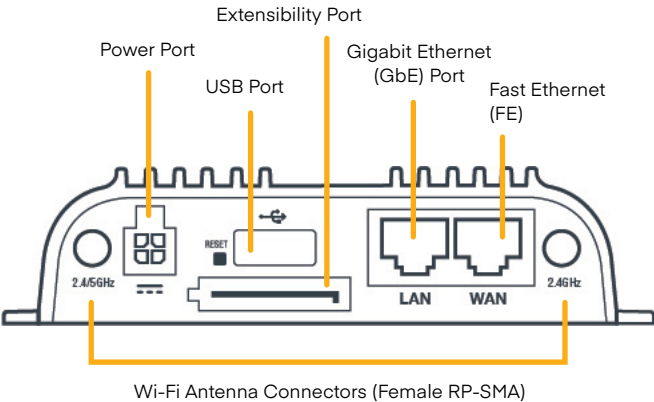 Extensibility Port
Power Port
Gigabit Ethernet
(GbE) Port
USB Port
Fast Ethernet
(FE)
RESET
2.4/5GHz
2.4GHz
LAN
WAN
Wi-Fi Antenna Connectors (Female RP-SMA)